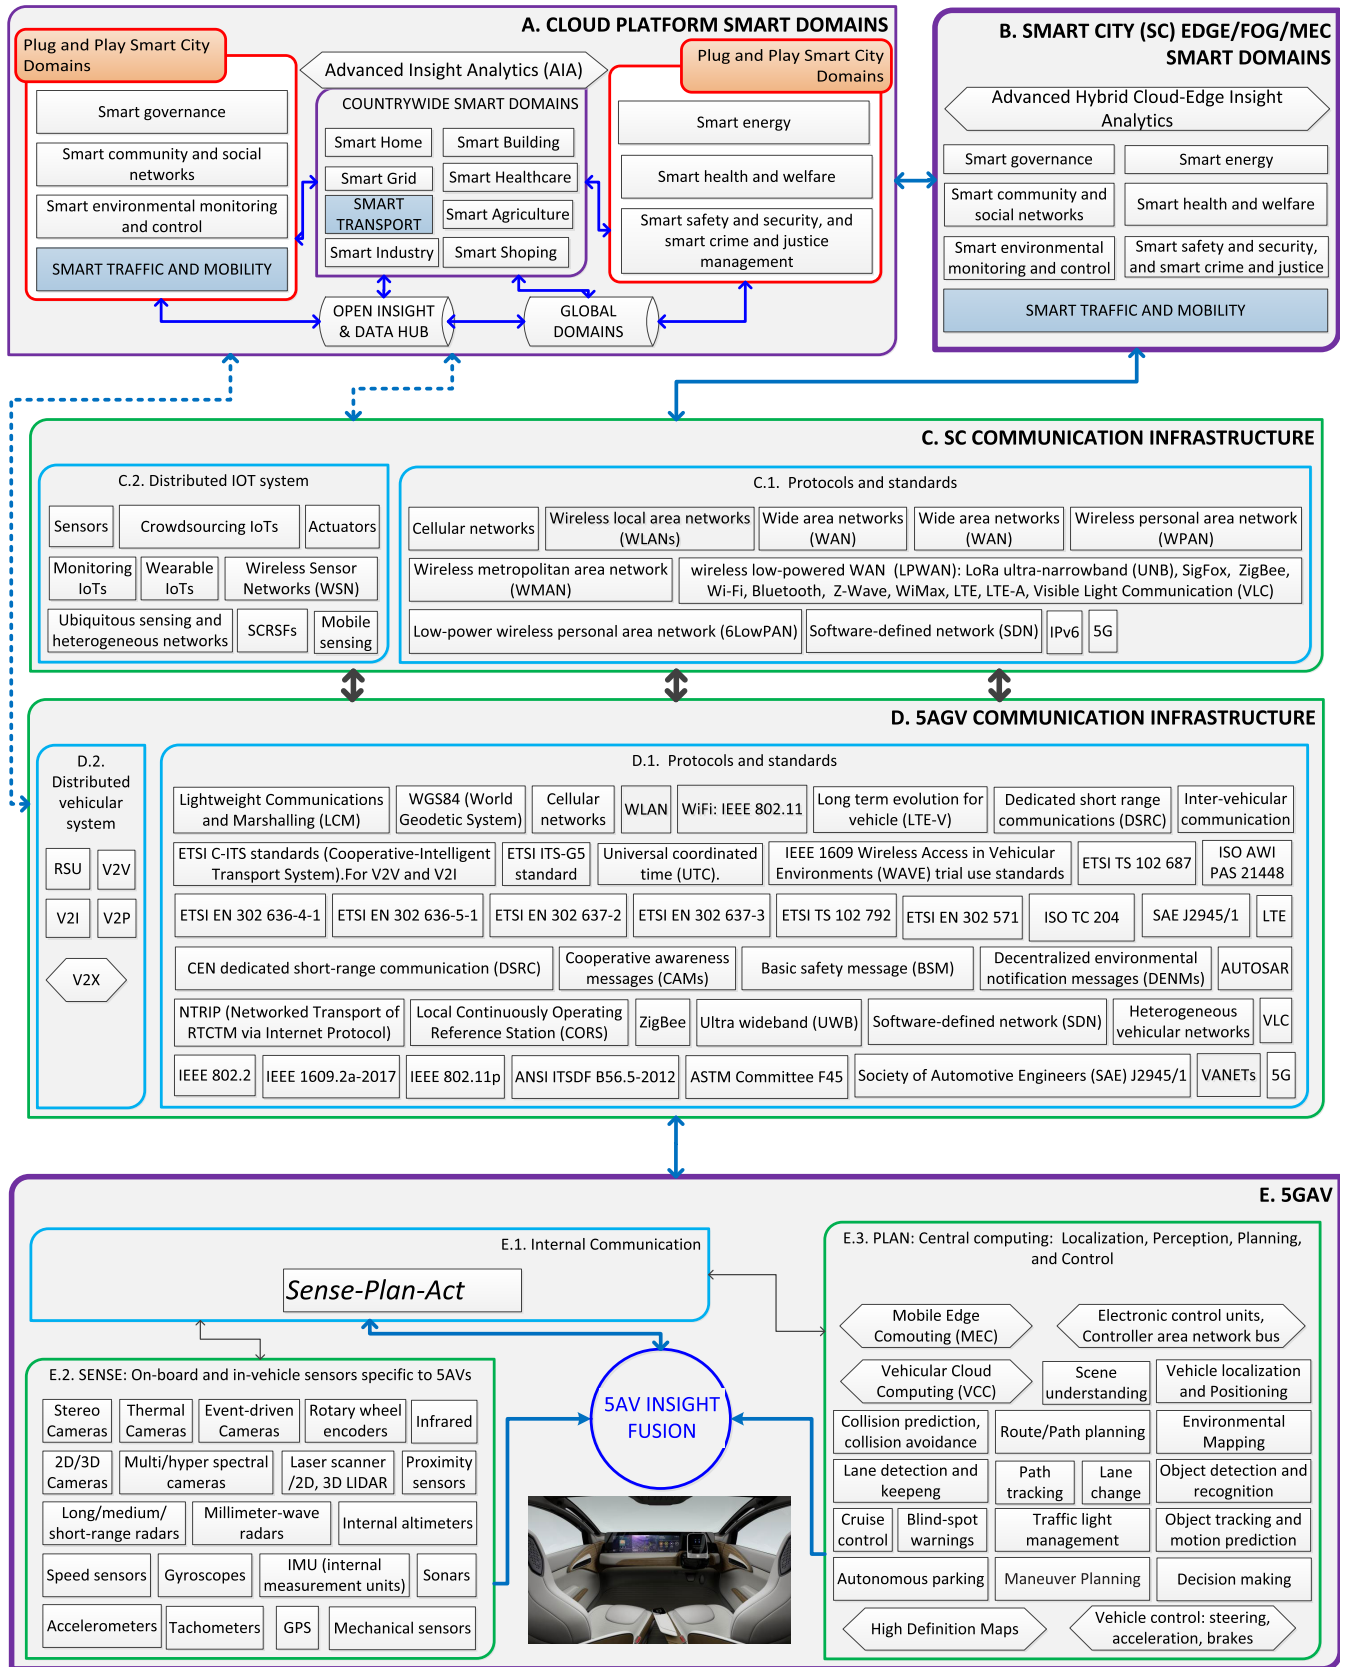 A. CLOUD PLATFORM SMART DOMAINS
Plug and Play Smart City
Domains
Smart governance
Smart community and social
networks
Smart environmental monitoring
and control
SMART TRAFFIC AND MOBILITY
Advanced Insight Analytics (AIA)
COUNTRYWIDE SMART DOMAINS
Smart Home
Smart Building
Smart Grid
Smart Healthcare
SMART
TRANSPORT
Smart Agriculture
Smart Industry
Smart Shoping
Plug and Play Smart City
Domains
Smart energy
Smart health and welfare
Smart safety and security, and
smart crime and justice
management
OPEN INSIGHT
& DATA HUB
GLOBAL
DOMAINS
B. SMART CITY (SC) EDGE/FOG/MEC
SMART DOMAINS
Advanced Hybrid Cloud-Edge Insight
Analytics
Smart governance
Smart energy
Smart community and
social networks
Smart health and welfare
Smart environmental
monitoring and control
Smart safety and security,
and smart crime and justice
SMART TRAFFIC AND MOBILITY
C. SC COMMUNICATION INFRASTRUCTURE
C.2. Distributed IOT system
Sensors
Crowdsourcing IoTs
Actuators
Monitoring
IoTs
Wearable
IoTs
Wireless Sensor
Networks (WSN)
Ubiquitous sensing and
heterogeneous networks
SCRSFs
Mobile
sensing
C.1.  Protocols and standards
Cellular networks
Wireless local area networks
(WLANs)
Wide area networks
(WAN)
Wide area networks
(WAN)
Wireless personal area network
(WPAN)
Wireless metropolitan area network
(WMAN)
wireless low-powered WAN  (LPWAN): LoRa ultra-narrowband (UNB), SigFox,  ZigBee,
Wi-Fi, Bluetooth,  Z-Wave, WiMax, LTE, LTE-A, Visible Light Communication (VLC)
Low-power wireless personal area network (6LowPAN)
Software-defined network (SDN)
IPv6
5G
D. 5AGV COMMUNICATION INFRASTRUCTURE
D.2.
Distributed
vehicular
system
RSU
V2V
V2I
V2P
V2X
D.1.  Protocols and standards
Lightweight Communications
and Marshalling (LCM)
WGS84 (World
Geodetic System)
Cellular
networks
WLAN
WiFi: IEEE 802.11
Long term evolution for
vehicle (LTE-V)
Dedicated short range
communications (DSRC)
Inter-vehicular
communication
ETSI C-ITS standards (Cooperative-Intelligent
Transport System).For V2V and V2I
ETSI ITS-G5
standard
Universal coordinated
time (UTC).
IEEE 1609 Wireless Access in Vehicular
Environments (WAVE) trial use standards
ETSI TS 102 687
ISO AWI
PAS 21448
ETSI EN 302 636-4-1
ETSI EN 302 636-5-1
ETSI EN 302 637-2
ETSI EN 302 637-3
ETSI TS 102 792
ETSI EN 302 571
ISO TC 204
SAE J2945/1
LTE
CEN dedicated short-range communication (DSRC)
Cooperative awareness
messages (CAMs)
Basic safety message (BSM)
Decentralized environmental
notification messages (DENMs)
AUTOSAR
NTRIP (Networked Transport of
RTCTM via Internet Protocol)
Local Continuously Operating
Reference Station (CORS)
ZigBee
Ultra wideband (UWB)
Software-defined network (SDN)
Heterogeneous
vehicular networks
VLC
IEEE 802.2
IEEE 1609.2a-2017
IEEE 802.11p
ANSI ITSDF B56.5-2012
ASTM Committee F45
Society of Automotive Engineers (SAE) J2945/1
VANETs
5G
E. 5GAV
E.1. Internal Communication
Sense-Plan-Act
E.2. SENSE: On-board and in-vehicle sensors specific to 5AVs
Stereo
Cameras
Thermal
Cameras
Event-driven
Cameras
Rotary wheel
encoders
Infrared
2D/3D
Cameras
Multi/hyper spectral
cameras
Laser scanner
/2D, 3D LIDAR
Proximity
sensors
Long/medium/
short-range radars
Millimeter-wave
radars
Internal altimeters
Speed sensors
Gyroscopes
IMU (internal
measurement units)
Sonars
Accelerometers
Tachometers
GPS
Mechanical sensors
5AV INSIGHT
FUSION
E.3. PLAN: Central computing:  Localization, Perception, Planning,
and Control
Mobile Edge
Comouting (MEC)
Electronic control units,
Controller area network bus
Vehicular Cloud
Computing (VCC)
Scene
understanding
Vehicle localization
and Positioning
Collision prediction,
collision avoidance
Route/Path planning
Environmental
Mapping
Lane detection and
keepeng
Path
tracking
Lane
change
Object detection and
recognition
Cruise
control
Blind-spot
warnings
Traffic light
management
Object tracking and
motion prediction
Autonomous parking
Maneuver Planning
Decision making
High Definition Maps
Vehicle control: steering,
acceleration, brakes